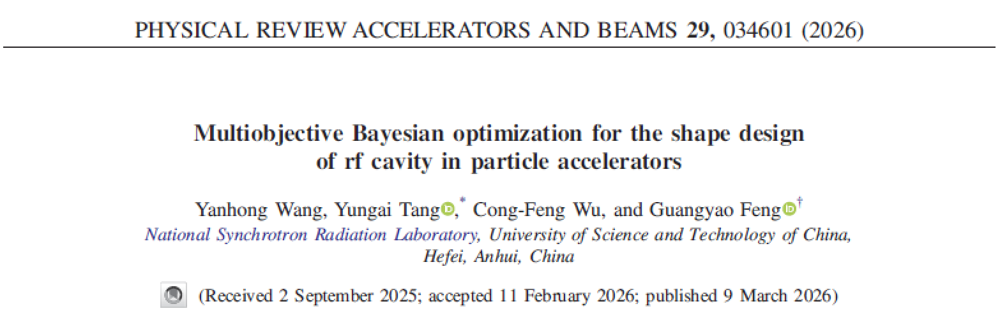 PHYSICAL REVIEW ACCELERATORS AND BEAMS 29, 034601 (2026)
Multiobjective Bayesian optimization for the shape design
of rf cavity in particle accelerators
Yanhong Wang, Yungai Tang iD,* Cong-Feng Wu, and Guangyao Feng iD†
National Synchrotron Radiation Laboratory, University of Science and Technology of China,
Hefei, Anhui, China
(Received 2 September 2025; accepted 11 February 2026; published 9 March 2026)